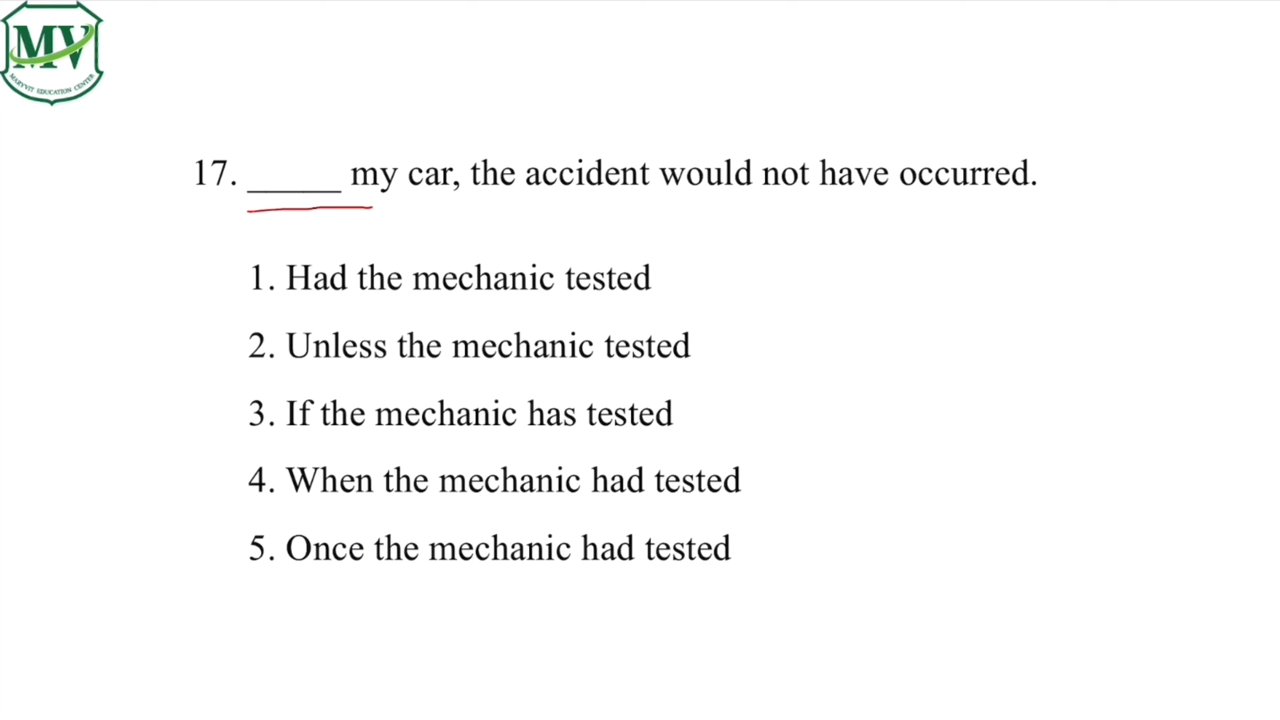 MV
MARYVIT EDUCATION CENTER
17. _____ my car, the accident would not have occurred.
1. Had the mechanic tested
2. Unless the mechanic tested
3. If the mechanic has tested
4. When the mechanic had tested
5. Once the mechanic had tested